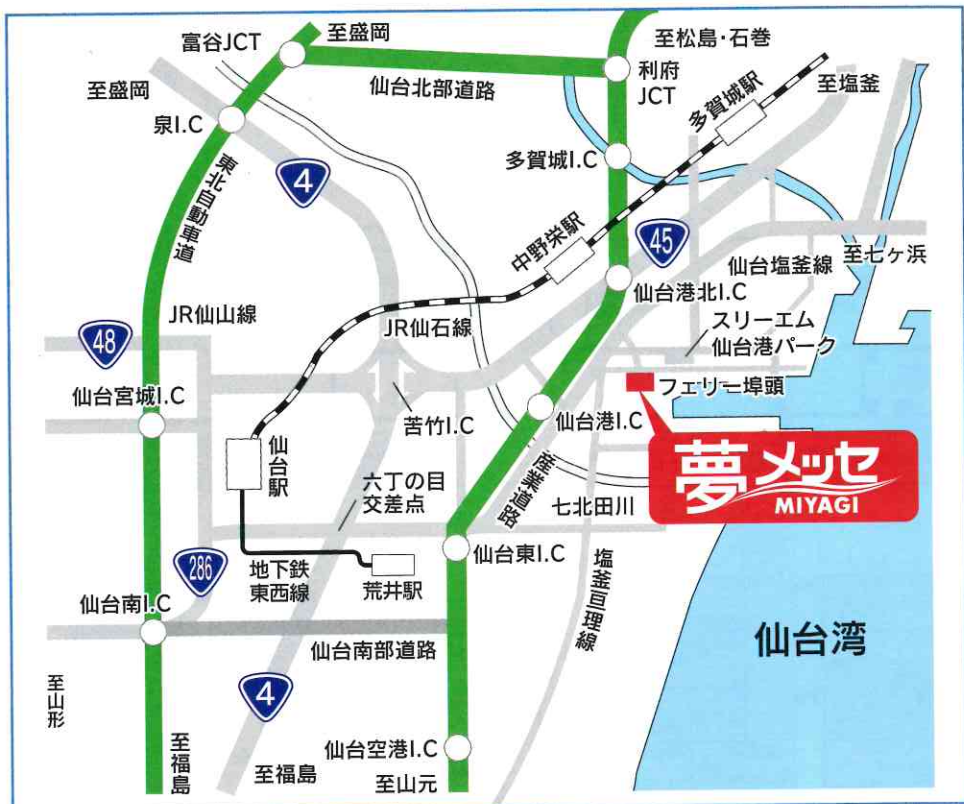 至盛岡
富谷JCT
至松島・石巻
利府
JCT
仙台北部道路
至盛岡
多賀城駅
至塩釜
泉I.C
多賀城I.C
4
東北自動車道
中野栄駅
45
至七ヶ浜
仙台塩釜線
仙台港北I.C
JR仙山線
JR仙石線
スリーエム
仙台港パーク
48
フェリー埠頭
仙台宮城I.C
苦竹I.C
仙台港I.C
仙台駅
夢メッセ
MIYAGI
六丁の目
交差点
産業道路
七北田川
仙台東I.C
286
地下鉄
東西線
荒井駅
塩釜亘理線
仙台南I.C
仙台南部道路
仙台湾
至山形
4
至福島
至福島
仙台空港I.C
至山元